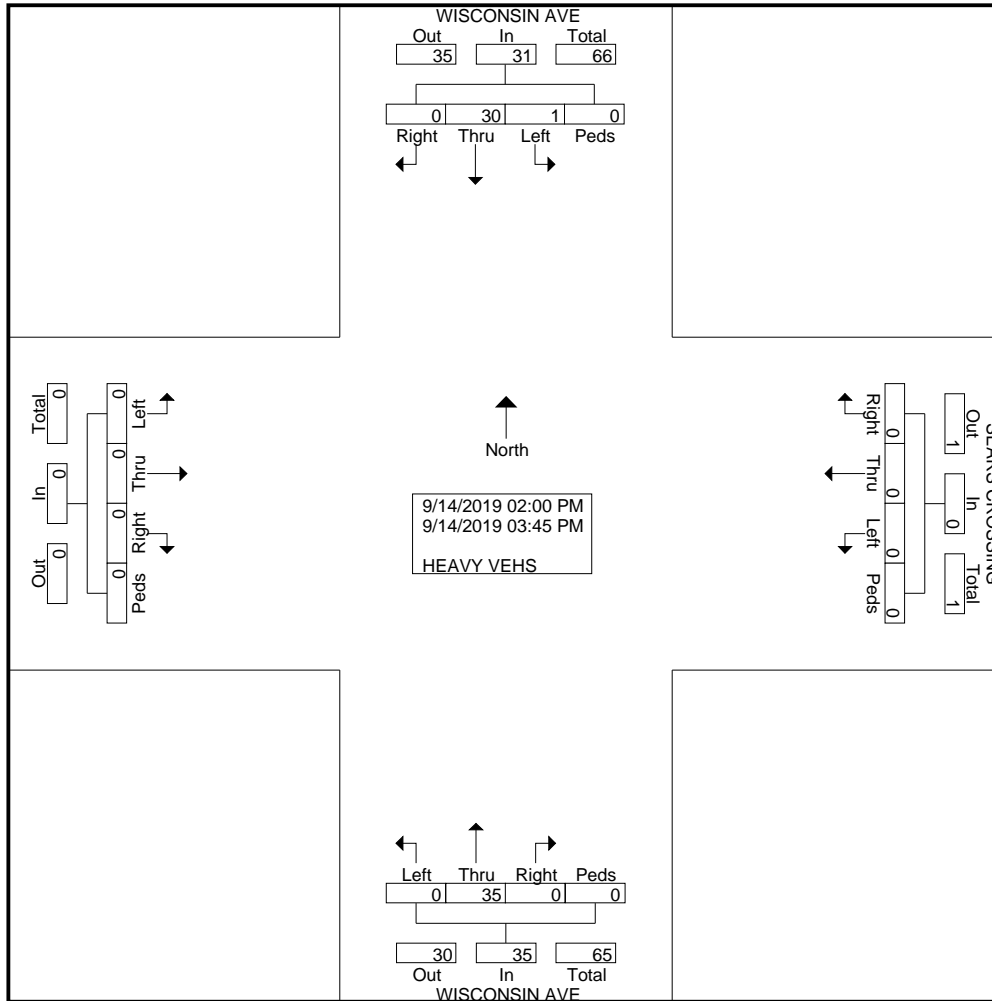 WISCONSIN AVE
Out In Total
35 31 66
0 30 1 0
Right Thru Left Peds
Total 0
In 0
Out 0
0 0 0 0
Left Thru Right Peds
North
9/14/2019 02:00 PM
9/14/2019 03:45 PM
HEAVY VEHS
Right Thru Left Peds
0 0 0 0
Out 1
In 0
Total 1
SEARS CROSSING
Left Thru Right Peds
0 35 0 0
30 35 65
Out In Total
WISCONSIN AVE